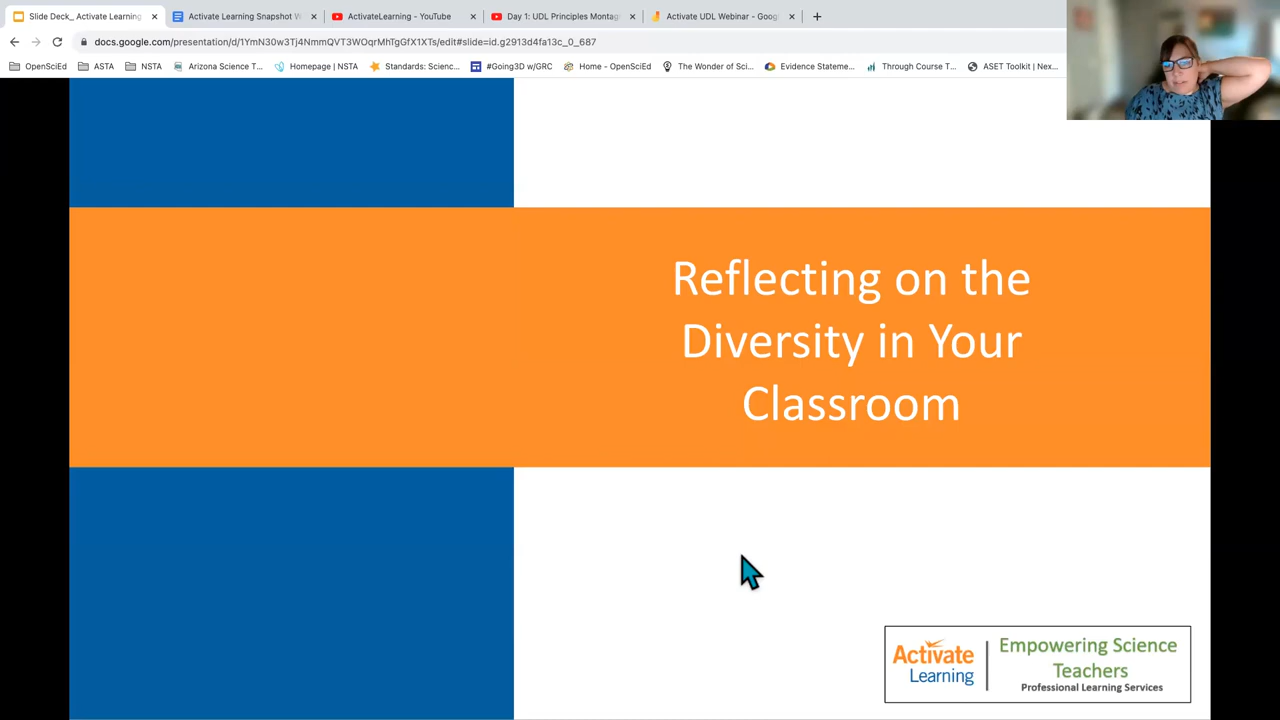 Slide Deck_ Activate Learning
Activate Learning Snapshot W
ActivateLearning - YouTube
Day 1: UDL Principles Montag
Activate UDL Webinar - Goog
docs.google.com/presentation/d/1YmN30w3Tj4NmmQVT3WOqrMhTgGfX1XTs/edit#slide=id.g2913d4fa13c_0_687
OpenSciEd
ASTA
NSTA
Arizona Science T...
Homepage | NSTA
Standards: Scienc...
#Going3D w/GRC
Home - OpenSciEd
The Wonder of Sci...
Evidence Stateme...
Through Course T...
ASET Toolkit | Nex...
Reflecting on the
Diversity in Your
Classroom
Activate
Learning
Empowering Science
Teachers
Professional Learning Services